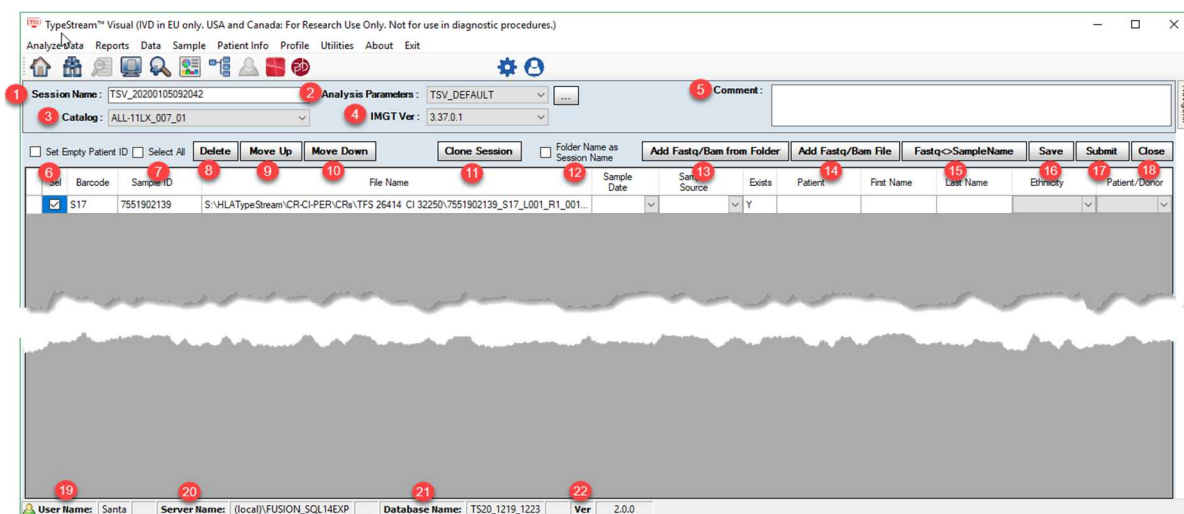 TypeStream™ Visual (IVD in EU only. USA and Canada: For Research Use Only. Not for use in diagnostic procedures.)
Analyze Data Reports Data Sample Patient Info Profile Utilities About Exit
1 Session Name : TSV_20200105092042 2 Analysis Parameters : TSV_DEFAULT ... 5 Comment :
3 Catalog : ALL-11LX_007_01 4 IMGT Ver : 3.37.0.1
Set Empty Patient ID Select All Delete Move Up Move Down Clone Session Folder Name as Session Name Add Fastq/Bam from Folder Add Fastq/Bam File Fastq<>SampleName Save Submit Close
6 7 8 9 10 11 12 13 14 15 16 17 18
Sel Barcode Sample ID File Name Sample Date Sample Source Exists Patient First Name Last Name Ethnicity Patient/Donor
S17 7551902139 S:\HLATypeStream\CR-CI-PER\CRs\TFS 26414 CI 32250\7551902139_S17_L001_R1_001... Y
19 20 21 22
User Name: Santa Server Name: (local)\FUSION_SQL14EXP Database Name: TS20_1219_1223 Ver 2.0.0